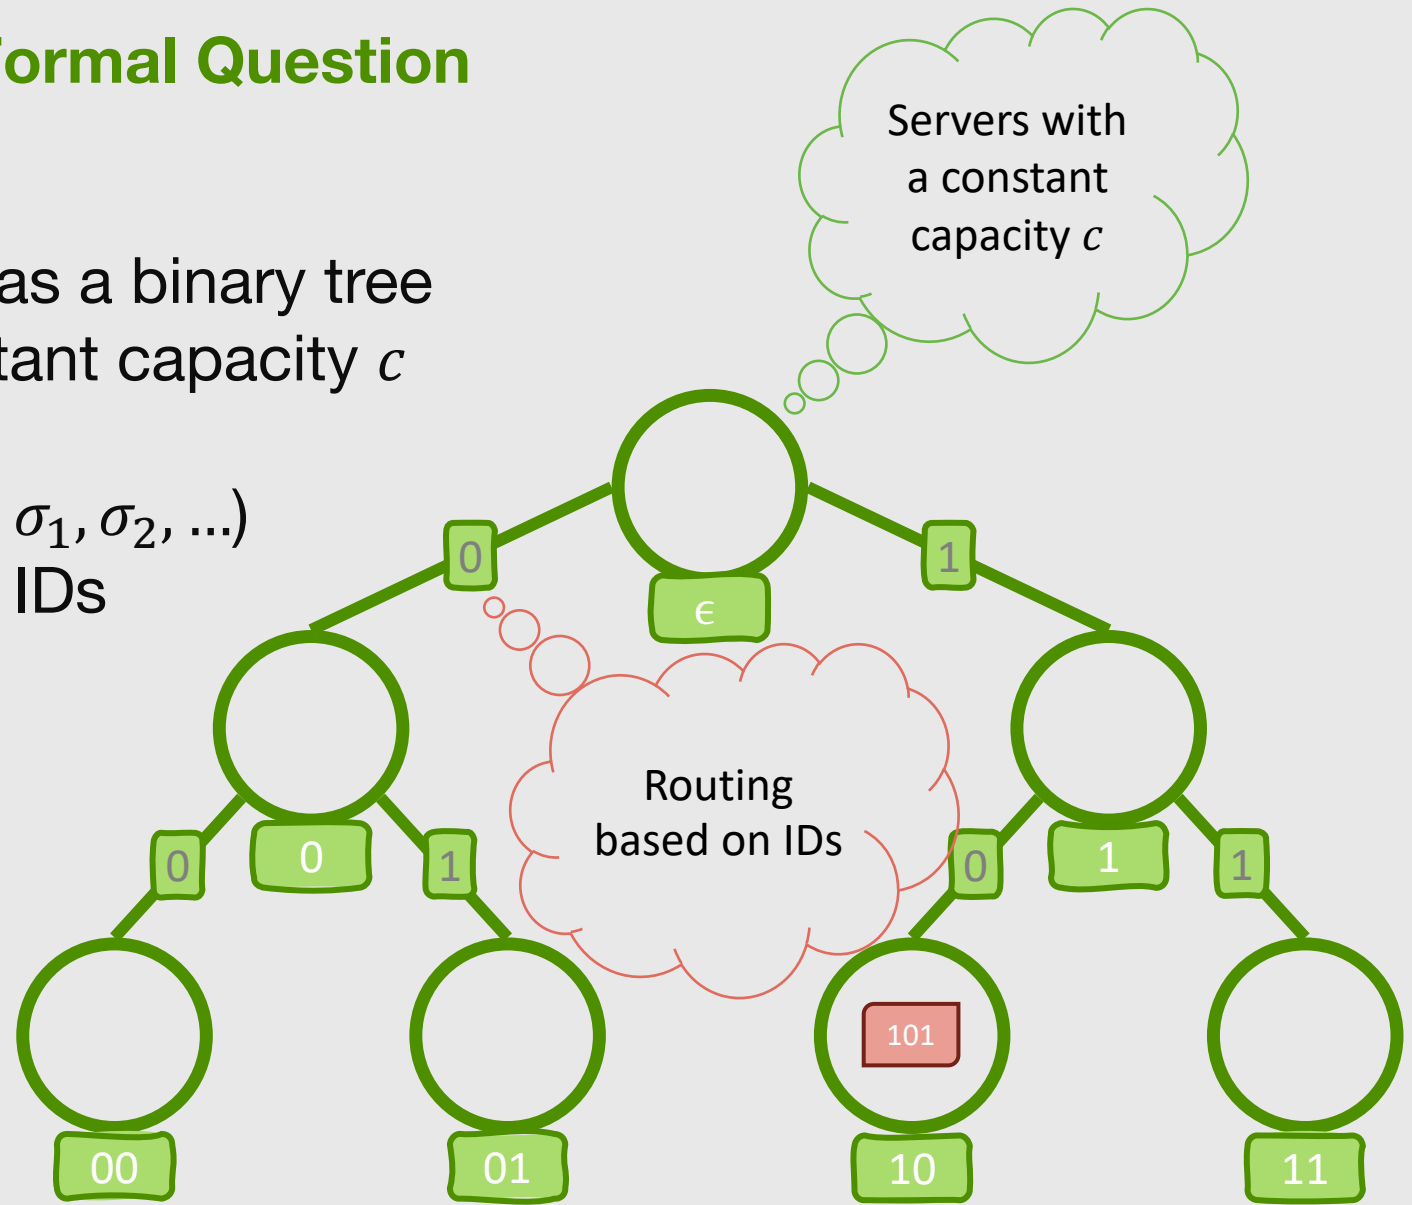 ormal Question
Servers with
a constant
capacity c
as a binary tree
tant capacity c
σ₁, σ₂, …)
IDs
0
1
ϵ
Routing
based on IDs
0
0
1
0
1
1
101
00
01
10
11